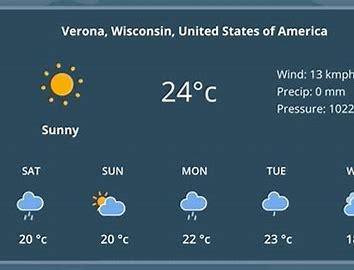 Verona, Wisconsin, United States of America
24°c
Wind: 13 kmph
Precip: 0 mm
Pressure: 1022
Sunny
SAT SUN MON TUE
20 °c 20 °c 22 °c 23 °c